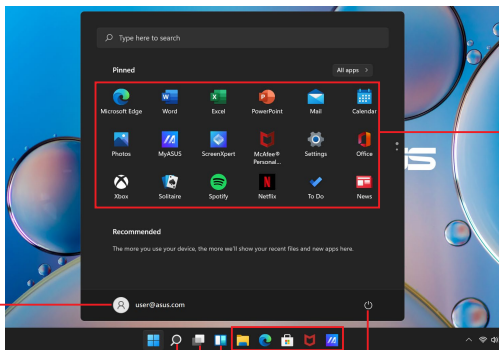 Type here to search
Pinned
All apps >
Microsoft Edge Word Excel PowerPoint Mail Calendar
Photos MyASUS ScreenXpert McAfee® Personal... Settings Office
Xbox Solitaire Spotify Netflix To Do News
Recommended
The more you use your device, the more we'll show your recent files and new apps here.
user@asus.com